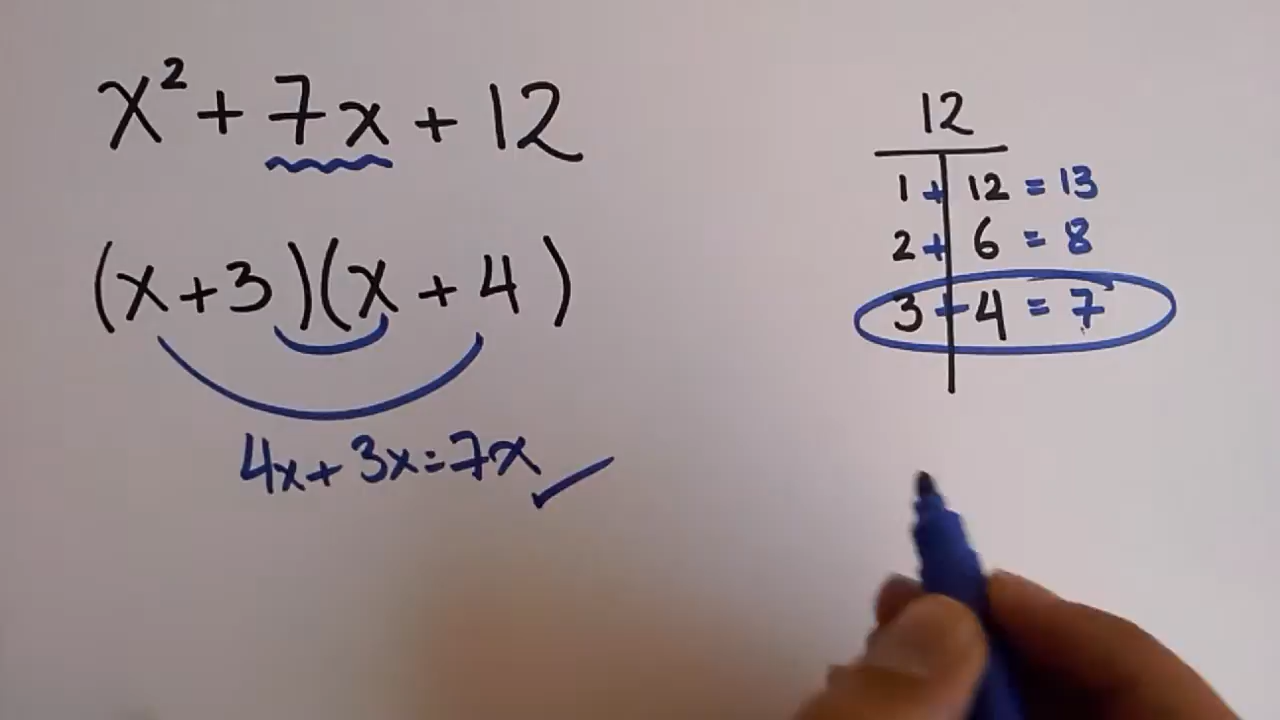 x² + 7x + 12
(x + 3)(x + 4)
4x + 3x = 7x ✓
12
1 + 12 = 13
2 + 6 = 8
3 + 4 = 7